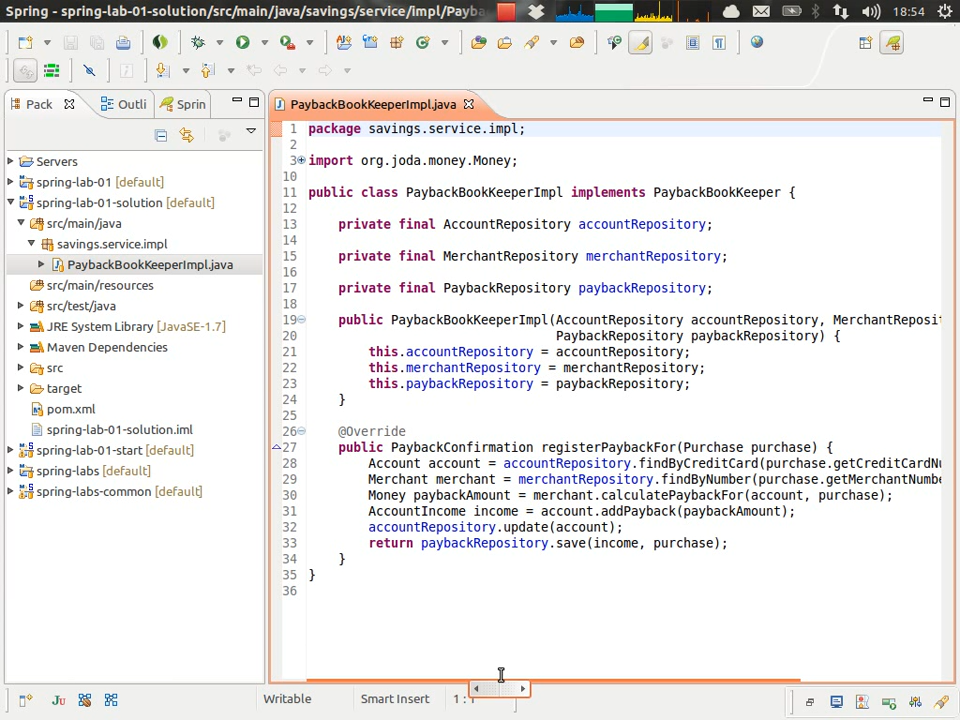 Spring - spring-lab-01-solution/src/main/java/savings/service/impl/Payb
18:54
Pack
Outli
Sprin
PaybackBookKeeperImpl.java
Servers
spring-lab-01 [default]
spring-lab-01-solution [default]
src/main/java
savings.service.impl
PaybackBookKeeperImpl.java
src/main/resources
src/test/java
JRE System Library [JavaSE-1.7]
Maven Dependencies
src
target
pom.xml
spring-lab-01-solution.iml
spring-lab-01-start [default]
spring-labs [default]
spring-labs-common [default]
1 package savings.service.impl;
2
3 import org.joda.money.Money;
10
11 public class PaybackBookKeeperImpl implements PaybackBookKeeper {
12
13 private final AccountRepository accountRepository;
14
15 private final MerchantRepository merchantRepository;
16
17 private final PaybackRepository paybackRepository;
18
19 public PaybackBookKeeperImpl(AccountRepository accountRepository, MerchantReposit
20 PaybackRepository paybackRepository) {
21 this.accountRepository = accountRepository;
22 this.merchantRepository = merchantRepository;
23 this.paybackRepository = paybackRepository;
24 }
25
26 @Override
27 public PaybackConfirmation registerPaybackFor(Purchase purchase) {
28 Account account = accountRepository.findByCreditCard(purchase.getCreditCardNu
29 Merchant merchant = merchantRepository.findByNumber(purchase.getMerchantNumbe
30 Money paybackAmount = merchant.calculatePaybackFor(account, purchase);
31 AccountIncome income = account.addPayback(paybackAmount);
32 accountRepository.update(account);
33 return paybackRepository.save(income, purchase);
34 }
35 }
36
Writable
Smart Insert